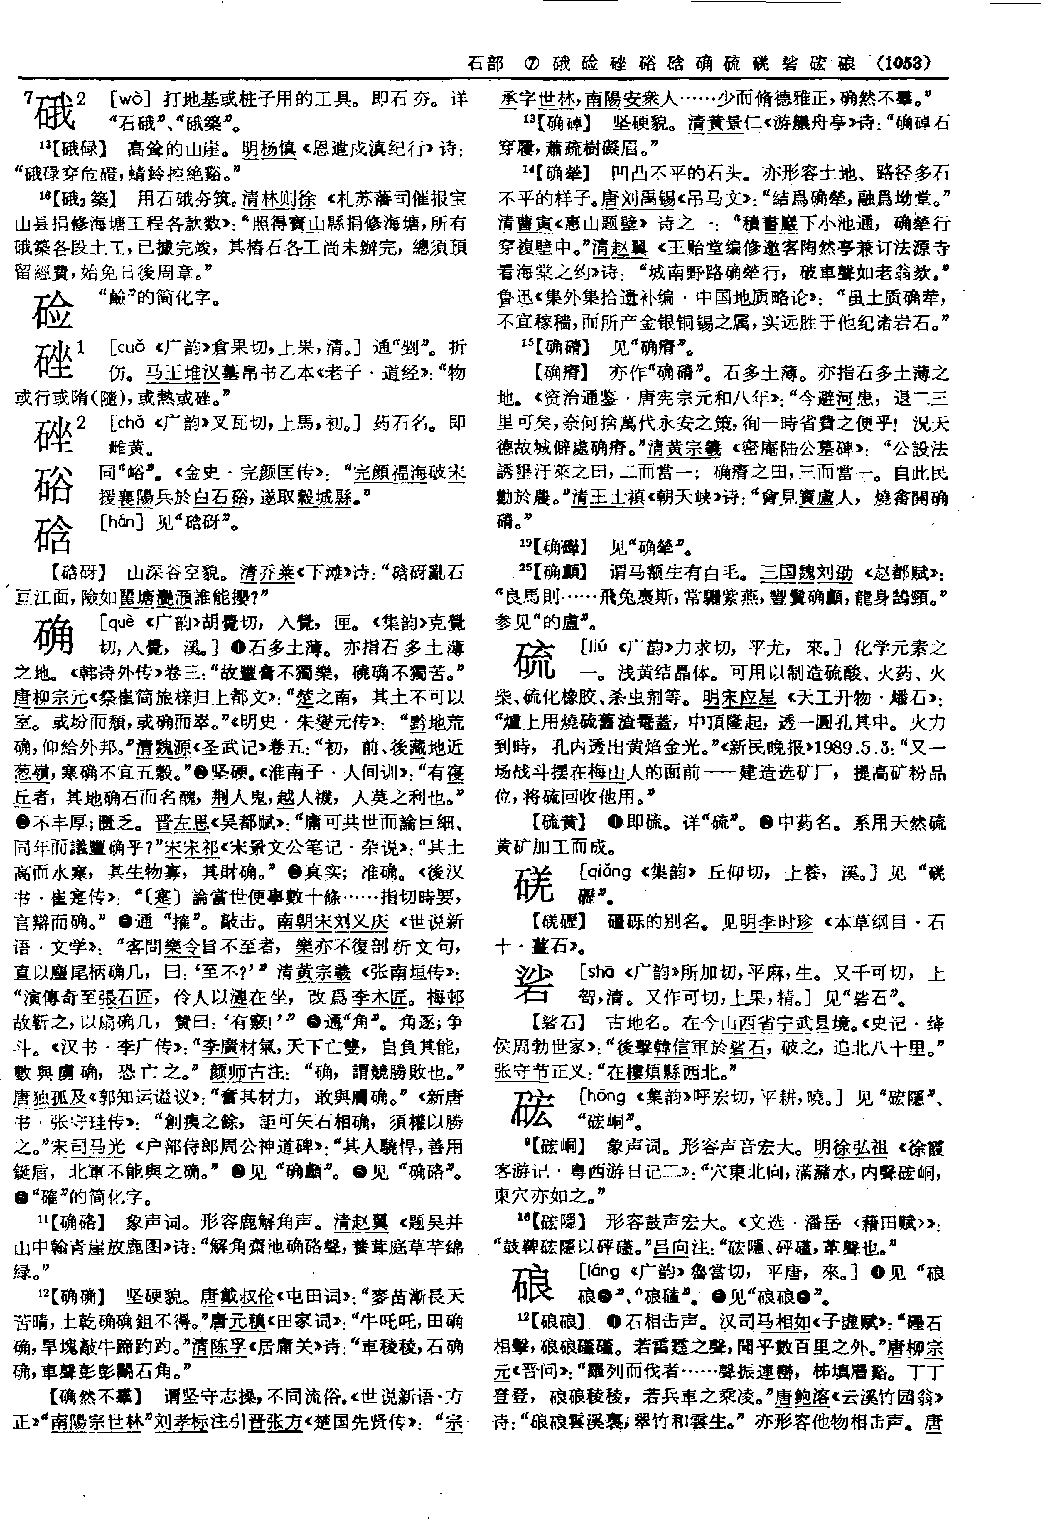 石部 ⑦ 硪 硷 硰 硲 硆 确 硫 硄 砦 硡 硠 (1053)
7硪2 [wò] 打地基或桩子用的工具。即石夯。详
“石硪”、“硪築”。
13【硪碌】 高耸的山崖。明杨慎《恩遣戍滇纪行》诗:
“硪碌穿危磴,蜻蛉控绝谿。”
16【硪2築】 用石硪夯筑。清林则徐《札苏藩司催报宝
山县捐修海塘工程各款数》:“照得寶山縣捐修海塘,所有
硪築各段土工,已據完竣,其樁石各工尚未辦完,總須預
留經費,始免日後周章。”
硷 “鹼”的简化字。
1 [cuǒ《广韵》倉果切,上果,清。] 通“剉”。折
伤。马王堆汉墓帛书乙本《老子·道经》:“物
或行或隋(隨),或熱或
2 [chǎ《广韵》叉瓦切,上馬,初。] 药石名。即
雌黄。
硲 同“峪”。《金史·完颜匡传》:“完顔福海破宋
援襄陽兵於白石硲,遂取穀城縣。”
[hán] 见
山深谷空貌。清乔莱《下滩》诗:
亘江面,險如瞿塘灔澦誰能攖?”
确 [què《广韵》胡覺切,入覺,匣。《集韵》克覺
切,入覺,溪。] ❶石多土薄。亦指石多土薄
之地。《韩诗外传》卷三:“故豐膏不獨樂,磽确不獨苦。”
唐柳宗元《祭崔简旅榇归上都文》:“楚之南,其土不可以
室。或坋而頹,或确而崒。”《明史·朱燮元传》:“黔地荒
确,仰給外邦。”清魏源《圣武记》卷五:“初,前、後藏地近
葱嶺,寒确不宜五穀。”❷坚硬。《淮南子·人间训》:“有寢
丘者,其地确石而名醜,荆人鬼,越人禨,人莫之利也。”
❸不丰厚;匮乏。晋左思《吴都赋》:“庸可共世而論巨細、
同年而議豐确乎?”宋宋祁《宋景文公笔记·杂说》:“其土
高而水寒,其生物寡,其財确。”❹真实;准确。《後汉
书·崔寔传》:“〔寔〕論當世便事數十條……指切時要,
言辯而确。”❺通“搉”。敲击。南朝宋刘义庆《世说新
语·文学》:“客問樂令旨不至者,樂亦不復剖析文句,
直以麈尾柄确几,曰:‘至不?’”清黄宗羲《张南垣传》:
“演傳奇至張石匠,伶人以漣在坐,改爲李木匠。梅邨
故靳之,以扇确几,贊曰:‘有竅!’”❻通“角”。角逐;争
斗。《汉书·李广传》:“李廣材氣,天下亡雙,自負其能,
數與虜确,恐亡之。”颜师古注:“确,謂競勝敗也。”
唐独孤及《郭知运谥议》:“奮其材力,敢與虜确。”《新唐
书·张守珪传》:“創痍之餘,詎可矢石相确,須權以勝
之。”宋司马光《户部侍郎周公神道碑》:“其人驍悍,善用
鋋盾,北軍不能與之确。”❼见“确顱”。❽见“确硌”。
❾“確”的简化字。
11【确硌】 象声词。形容鹿解角声。清赵翼《题吴并
山中翰青崖放鹿图》诗:“解角齋池确硌聲,養茸庭草芊綿
绿。”
12【确确】 坚硬貌。唐戴叔伦《屯田词》:“麥苗漸長天
苦晴,土乾确确鋤不得。”唐元稹《田家词》:“牛吒吒,田确
确,旱塊敲牛蹄趵趵。”清陈孚《居庸关》诗:“車稜稜,石确
确,車聲彭彭鬭石角。”
【确然不羣】 谓坚守志操,不同流俗。《世说新语·方
正》“南陽宗世林”刘孝标注引晋张方《楚国先贤传》:“宗
承字世林,南陽安衆人……少而脩德雅正,确然不羣。”
13【确碎】 坚硬貌。清黄景仁《游艤舟亭》诗:
穿屨,蕭疏樹礙眉。”
14【确犖】 凹凸不平的石头。亦形容土地、路径多石
不平的样子。唐刘禹锡《吊马文》:“結爲确犖,融爲坳堂。”
清曹寅《惠山题壁》诗之一:“積書巖下小池通,确犖行
穿複壁中。”清赵翼《王贻堂编修邀客陶然亭兼订法源寺
看海棠之约》诗:“城南野路确犖行,破車聲如老翁欬。”
鲁迅《集外集拾遗补编·中国地质略论》:“虽土质确荦,
不宜稼穑,而所产金银铜锡之属,实远胜于他纪诸岩石。”
15【确磽】 见“确瘠”。
【确瘠】 亦作“确磽”。石多土薄。亦指石多土薄之
地。《资治通鉴·唐宪宗元和八年》:“今避河患,退二三
里可矣,奈何捨萬代永安之策,徇一時省費之便乎!況天
德故城僻處确瘠。”清黄宗羲《密庵陆公墓碑》:“公設法
誘墾汙萊之田,二而當一;确瘠之田,三而當一。自此民
勸於農。”清王士禛《朝天峡》诗:“會見賨盧人,燒畲闢确
19【确礐】 见“确犖”。
25【确顱】 谓马额生有白毛。三国魏刘劭《赵都赋》:
“良馬則……飛兔裹斯,常驪紫燕,豐鬣确顱,龍身鵠頸。”
参见“的盧”。
硫 [liú《广韵》力求切,平尤,來。] 化学元素之
一。浅黄结晶体。可用以制造硫酸、火药、火
柴、硫化橡胶、杀虫剂等。明宋应星《天工开物·燔石》:
“爐上用燒硫舊渣罨蓋,中頂隆起,透一圓孔其中。火力
到時,孔内透出黄焰金光。”《新民晚报》1989.5.3:“又一
场战斗摆在梅山人的面前——建造选矿厂,提高矿粉品
位,将硫回收他用。”
【硫黄】 ❶即硫。详“硫”。❷中药名。系用天然硫
黄矿加工而成。
硄 [qiǎng《集韵》丘仰切,上養,溪。] 见
礓砾的别名。见明李时珍《本草纲目·石
十·薑石》。
砦 [shā《广韵》所加切,平麻,生。又千可切,上
哿,清。又作可切,上果,精。] 见“砦石”。
【砦石】 古地名。在今山西省宁武县境。《史记·绛
侯周勃世家》:“後擊韓信軍於砦石,破之,追北八十里。”
张守节正义:“在樓煩縣西北。”
硡 [hōng《集韵》呼宏切,平耕,曉。] 见“硡隱”、
“硡峒”。
9【硡峒】 象声词。形容声音宏大。明徐弘祖《徐霞
客游记·粤西游日记二》:“穴東北向,滿瀦水,内聲硡峒,
東穴亦如之。”
16【硡隱】 形容鼓声宏大。《文选·潘岳〈藉田赋〉》:
“鼓鞞硡隱以砰磕。”吕向注:“硡隱、砰磕,革聲也。”
硠 [láng《广韵》魯當切,平唐,來。] ❶见“硠
硠❶”、“硠磕”。❷见“硠硠❷”。
12【硠硠】 ❶石相击声。汉司马相如《子虚赋》:“礧石
相擊,硠硠礚礚。若雷霆之聲,聞乎數百里之外。”唐柳宗
元《晋问》:“羅列而伐者……聲振連巒,柹填層谿。丁丁
登登,硠硠稜稜,若兵車之乘凌。”唐鲍溶《云溪竹园翁》
诗:“硠硠雲溪裏,翠竹和雲生。”亦形容他物相击声。唐